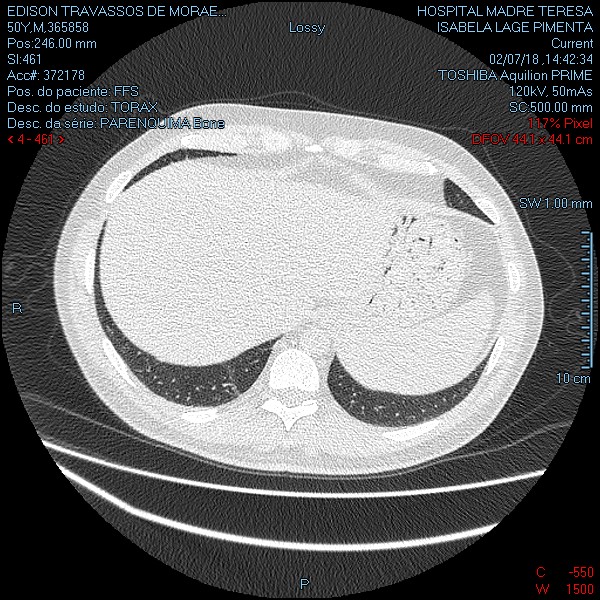 EDISON TRAVASSOS DE MORAE...
50Y,M,365858
Pos:246.00 mm
SI:461
Acc#: 372178
Pos. do paciente: FFS
Desc. do estudo: TORAX
Desc. da série: PARENQUIMA Bone
< 4 - 461 >
Lossy
HOSPITAL MADRE TERESA
ISABELA LAGE PIMENTA
Current
02/07/18 ,14:42:34
TOSHIBA Aquilion PRIME
120kV, 50mAs
SC:500.00 mm
117% Pixel
DFOV 44.1 x 44.1 cm
SW1.00 mm
R
10 cm
P
C -550
W 1500